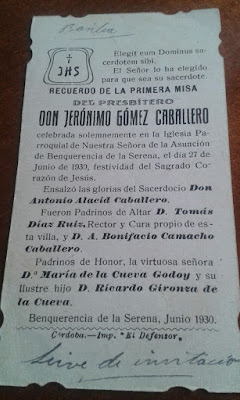 Basilia
JHS
Elegit eum Dominus sa-
cerdotem sibi.
El Señor lo ha elegido
para que sea su sacerdote.
RECUERDO DE LA PRIMERA MISA
DEL PRESBÍTERO
DON JERÓNIMO GÓMEZ CABALLERO
celebrada solemnemente en la Iglesia Pa-
rroquial de Nuestra Señora de la Asunción
de Benquerencia de la Serena, el día 27 de
Junio de 1930, festividad del Sagrado Co-
razón de Jesús.
Ensalzó las glorias del Sacerdocio Don
Antonio Alacid Caballero.
Fueron Padrinos de Altar D. Tomás
Díaz Ruiz, Rector y Cura propio de es-
ta villa, y D. A. Bonifacio Camacho
Caballero.
Padrinos de Honor, la virtuosa señora
D.ª María de la Cueva Godoy y su
ilustre hijo D. Ricardo Gironza de
la Cueva.
Benquerencia de la Serena, Junio 1930.
Córdoba.—Imp. "El Defensor"
Sirve de invitación